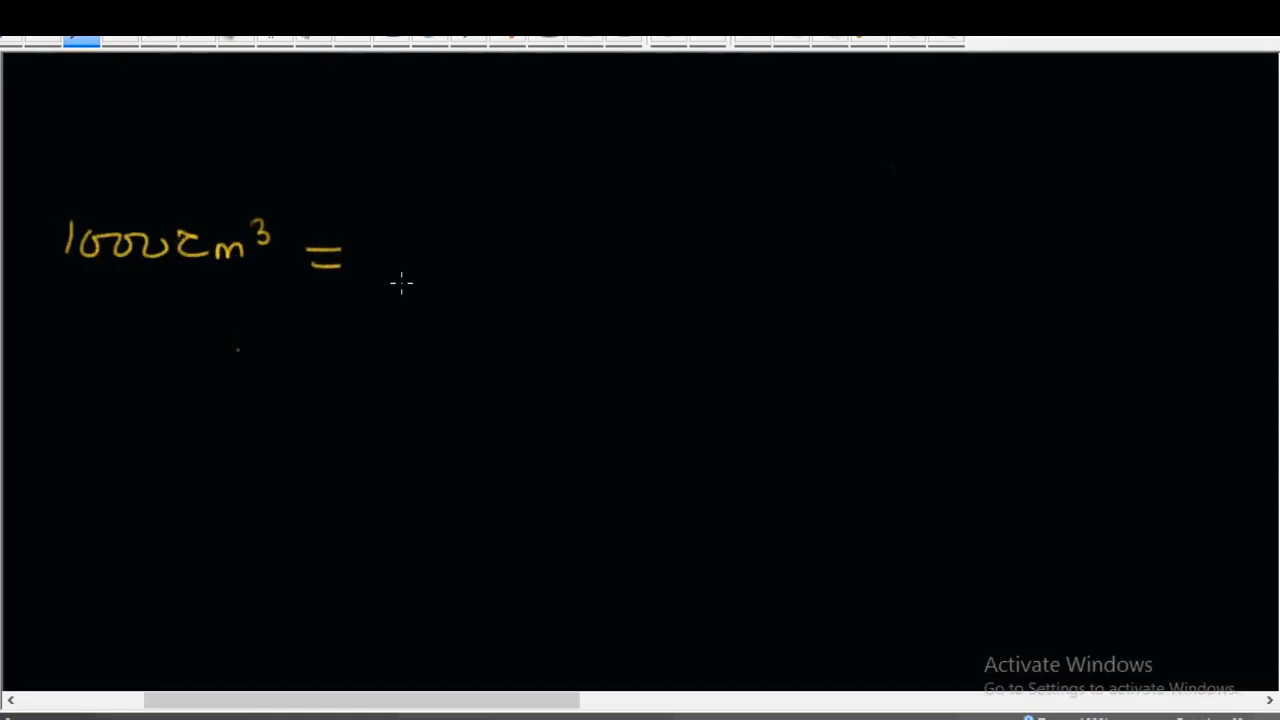 1000cm³ =
Activate Windows
Go to Settings to activate Windows.